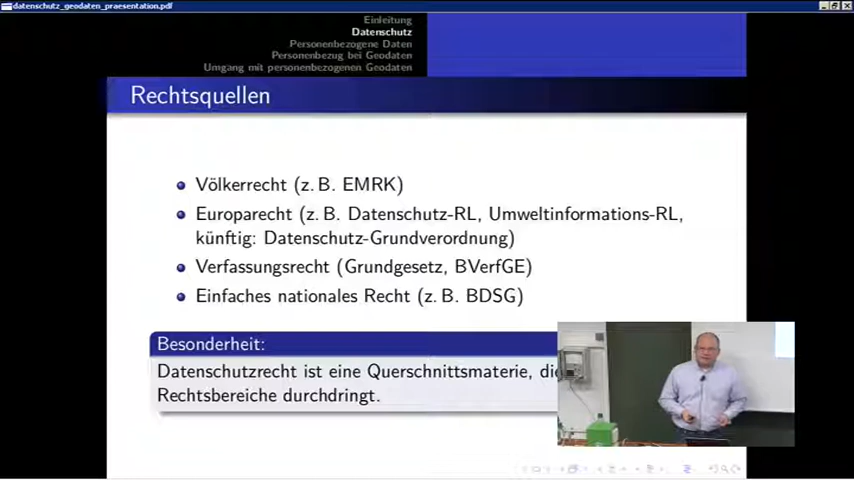 datenschutz_geodaten_praesentation.pdf
Einleitung
Datenschutz
Personenbezogene Daten
Personenbezug bei Geodaten
Umgang mit personenbezogenen Geodaten
Rechtsquellen
Völkerrecht (z. B. EMRK)
Europarecht (z. B. Datenschutz-RL, Umweltinformations-RL,
künftig: Datenschutz-Grundverordnung)
Verfassungsrecht (Grundgesetz, BVerfGE)
Einfaches nationales Recht (z. B. BDSG)
Besonderheit:
Datenschutzrecht ist eine Querschnittsmaterie, die
Rechtsbereiche durchdringt.